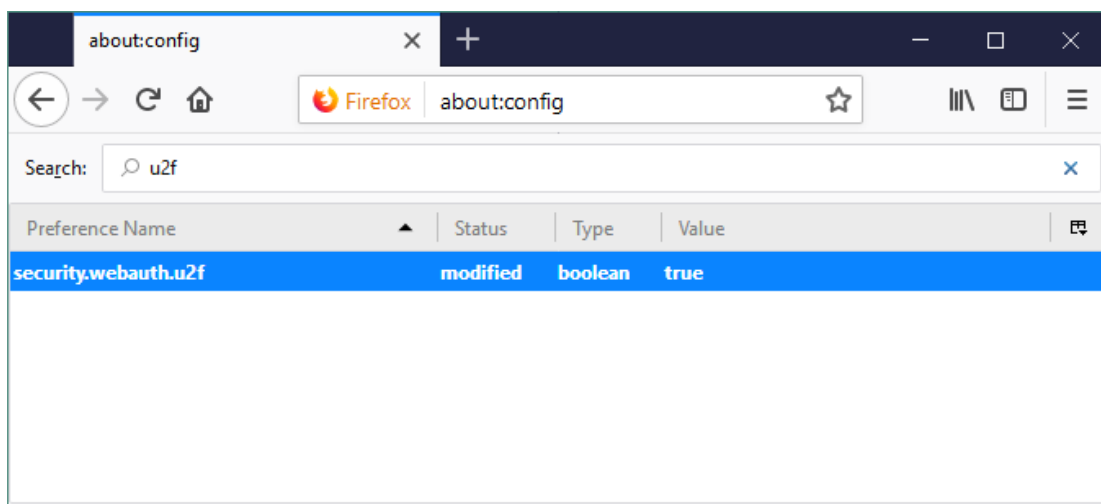 about:config
Firefox about:config
Search: u2f
Preference Name Status Type Value
security.webauth.u2f modified boolean true